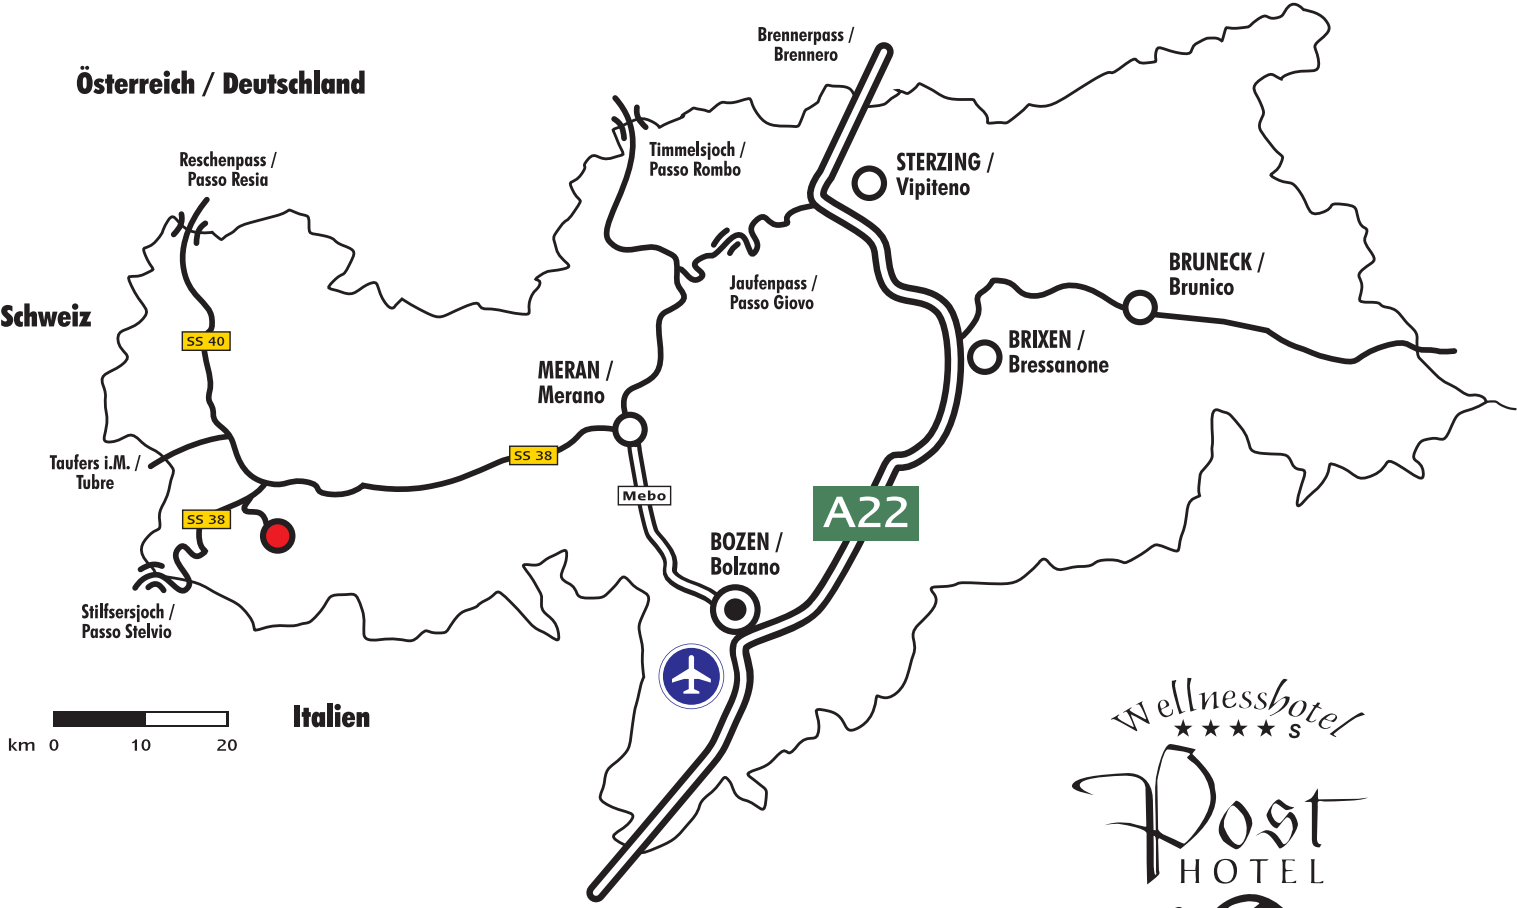 Brennerpass /
Brennero
Österreich / Deutschland
Timmelsjoch /
Passo Rombo
Reschenpass /
Passo Resia
STERZING /
Vipiteno
Jaufenpass /
Passo Giovo
BRUNECK /
Brunico
Schweiz
SS 40
BRIXEN /
Bressanone
MERAN /
Merano
SS 38
Taufers i.M. /
Tubre
Mebo
A22
SS 38
BOZEN /
Bolzano
Stilfsersjoch /
Passo Stelvio
Italien
km 0 10 20
Wellnesshotel
★★★★ S
Post
HOTEL